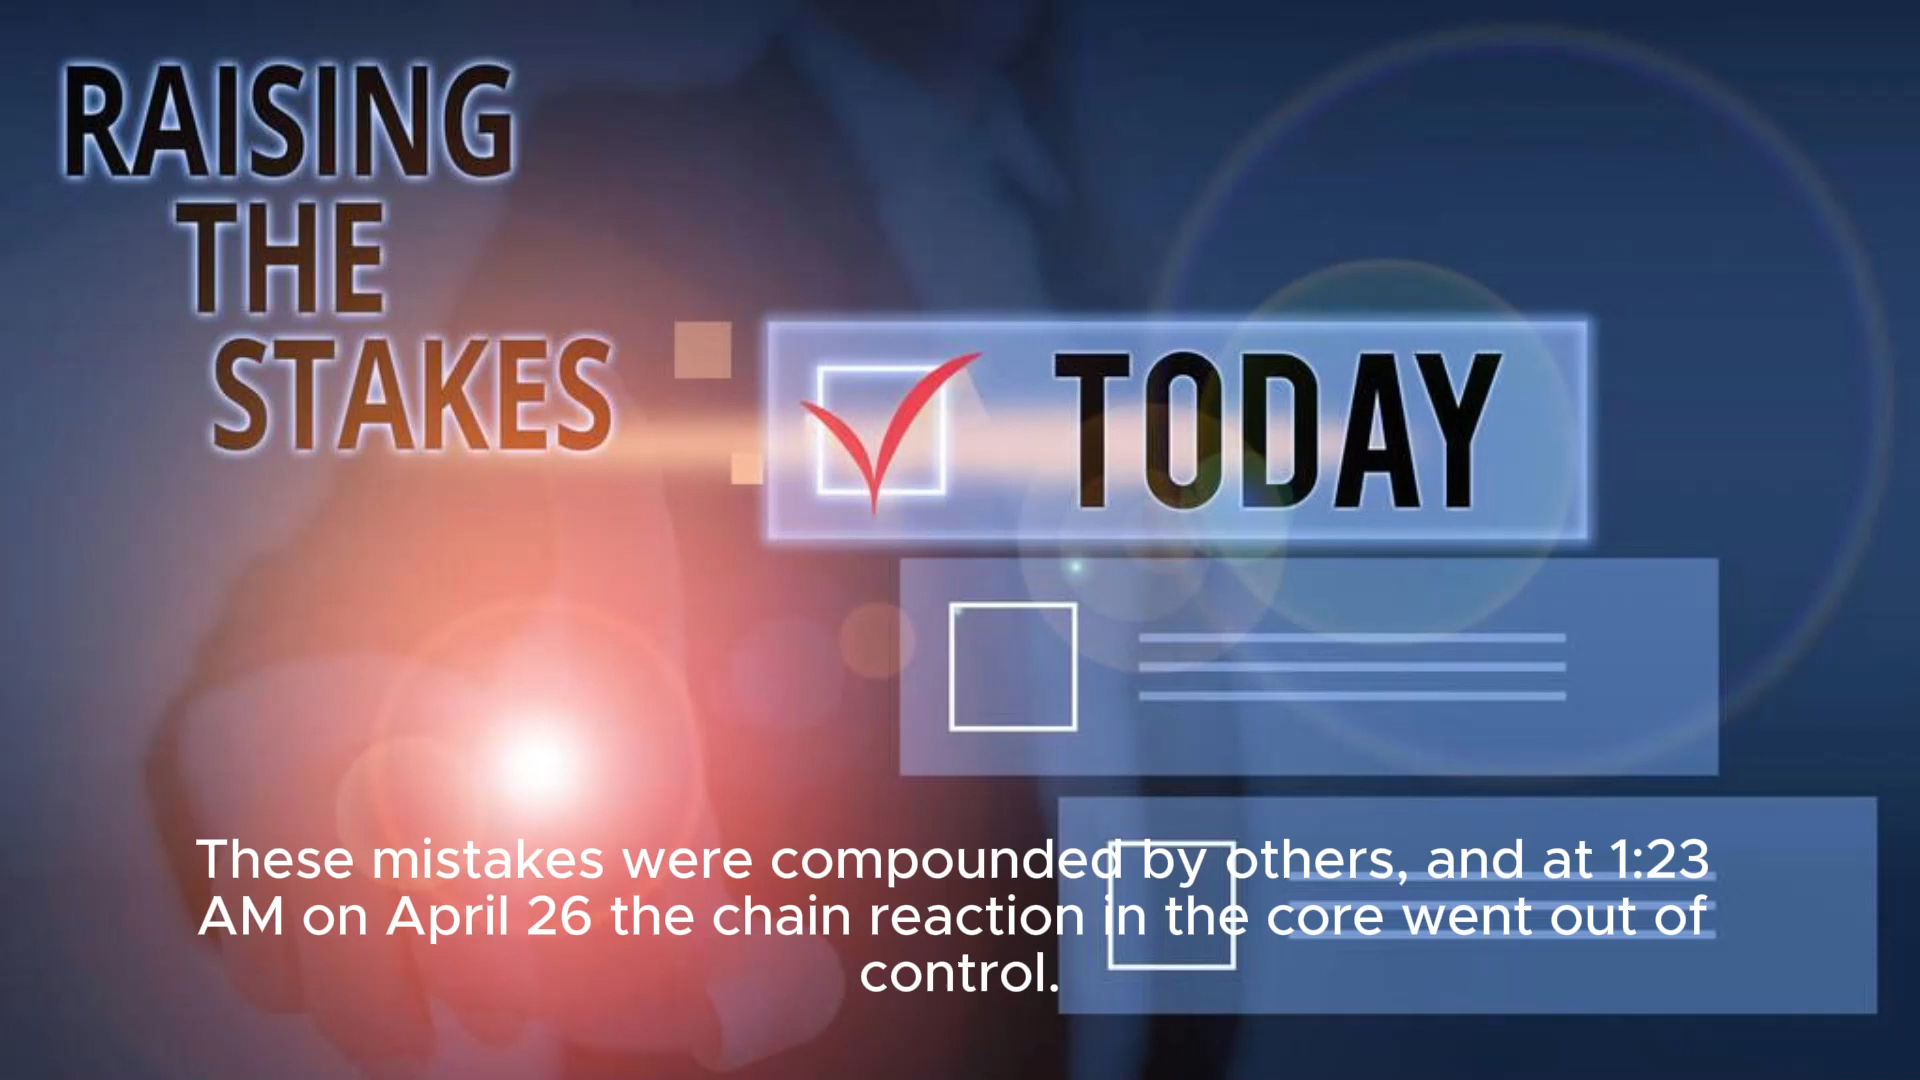 RAISING
THE
STAKES
TODAY
These mistakes were compounded by others, and at 1:23
AM on April 26 the chain reaction in the core went out of
control.